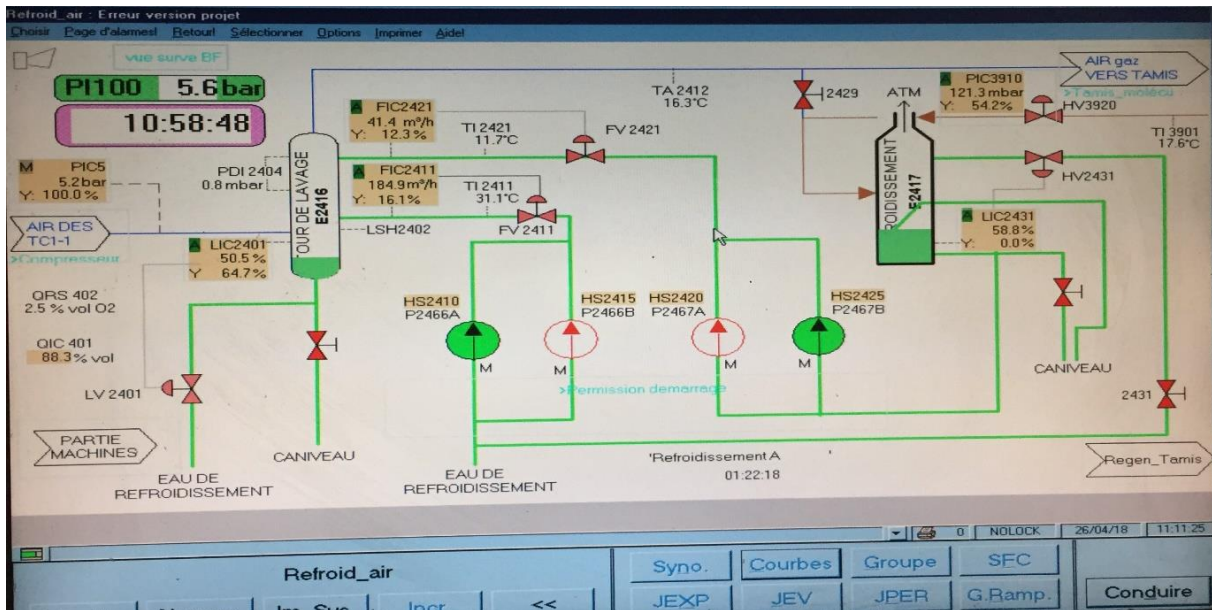 Refroid_air : Erreur version projet
Choisir Page d'alarmes! Retour! Sélectionner Options Imprimer Aide!
vue surve BF
PI100 5.6 bar
10:58:48
M PIC5
5.2 bar
Y: 100.0 %
AIR DES
TC1-1
>Compresseur
PDI 2404
0.8 mbar
A LIC2401
50.5 %
Y 64.7 %
QRS 402
2.5 % vol O2
QIC 401
88.3 % vol
LV 2401
PARTIE
MACHINES
EAU DE
REFROIDISSEMENT
CANIVEAU
TOUR DE LAVAGE
E2416
A FIC2421
41.4 m³/h
Y: 12.3 %
TI 2421
11.7°C
FV 2421
A FIC2411
184.9 m³/h
Y: 16.1 %
TI 2411
31.1°C
FV 2411
LSH2402
TA 2412
16.3°C
2429
ATM
A PIC3910
121.3 mbar
Y: 54.2%
AIR gaz
VERS TAMIS
>Tamis_molécu
HV3920
TI 3901
17.6°C
HV2431
ROIDISSEMENT
E2417
A LIC2431
58.8 %
Y: 0.0 %
HS2410
P2466A
M
HS2415
P2466B
M
HS2420
P2467A
M
HS2425
P2467B
M
>Permission demarrage
CANIVEAU
2431
EAU DE
REFROIDISSEMENT
'Refroidissement A
01:22:18
>Regen_Tamis
0 NOLOCK 26/04/18 11:11:25
Refroid_air
Syno. Courbes Groupe SFC
Incr. << JEXP JEV JPER G.Ramp. Conduire